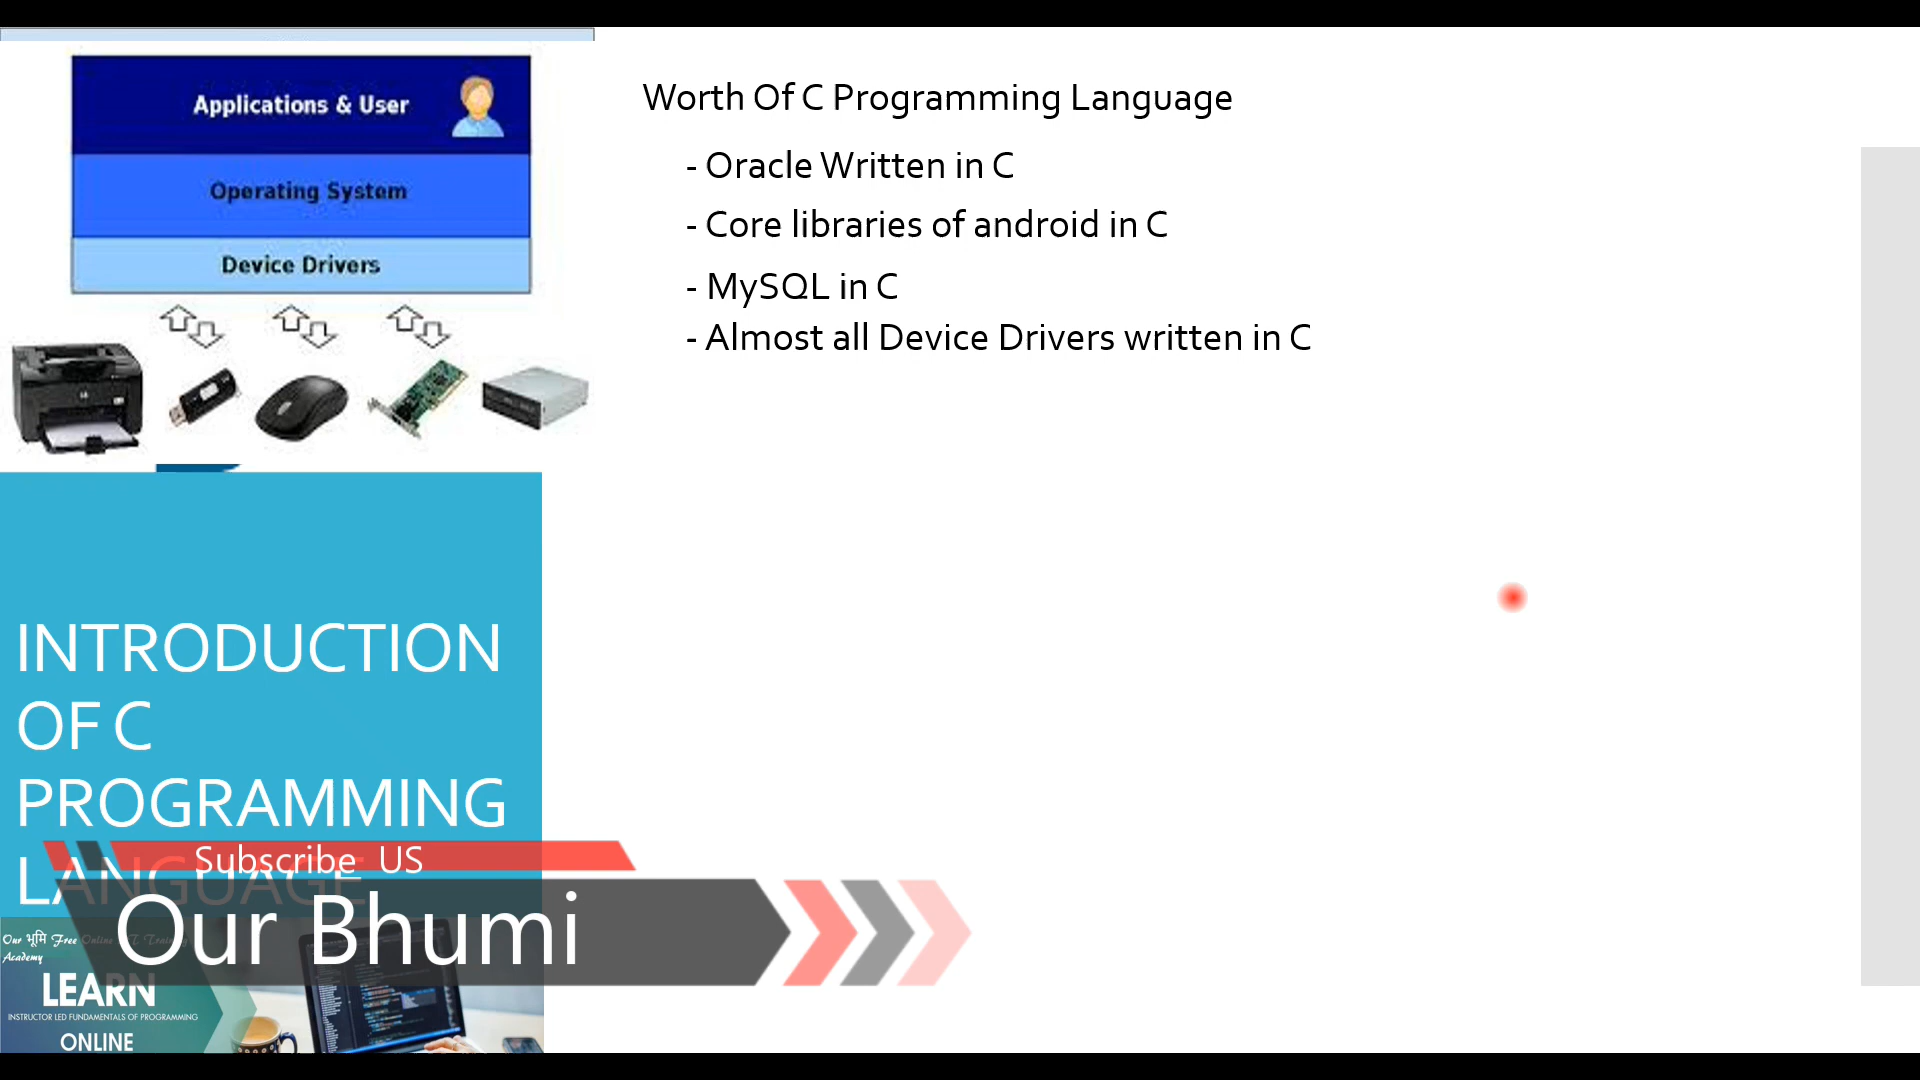 Applications & User
Operating System
Device Drivers
Worth Of C Programming Language
- Oracle Written in C
- Core libraries of android in C
- MySQL in C
- Almost all Device Drivers written in C
INTRODUCTION
OF C
PROGRAMMING
LANGUAGE
Subscribe US
Our Bhumi
Our भूमि Free Online
Academy
LEARN
INSTRUCTOR LED FUNDAMENTALS OF PROGRAMMING
ONLINE